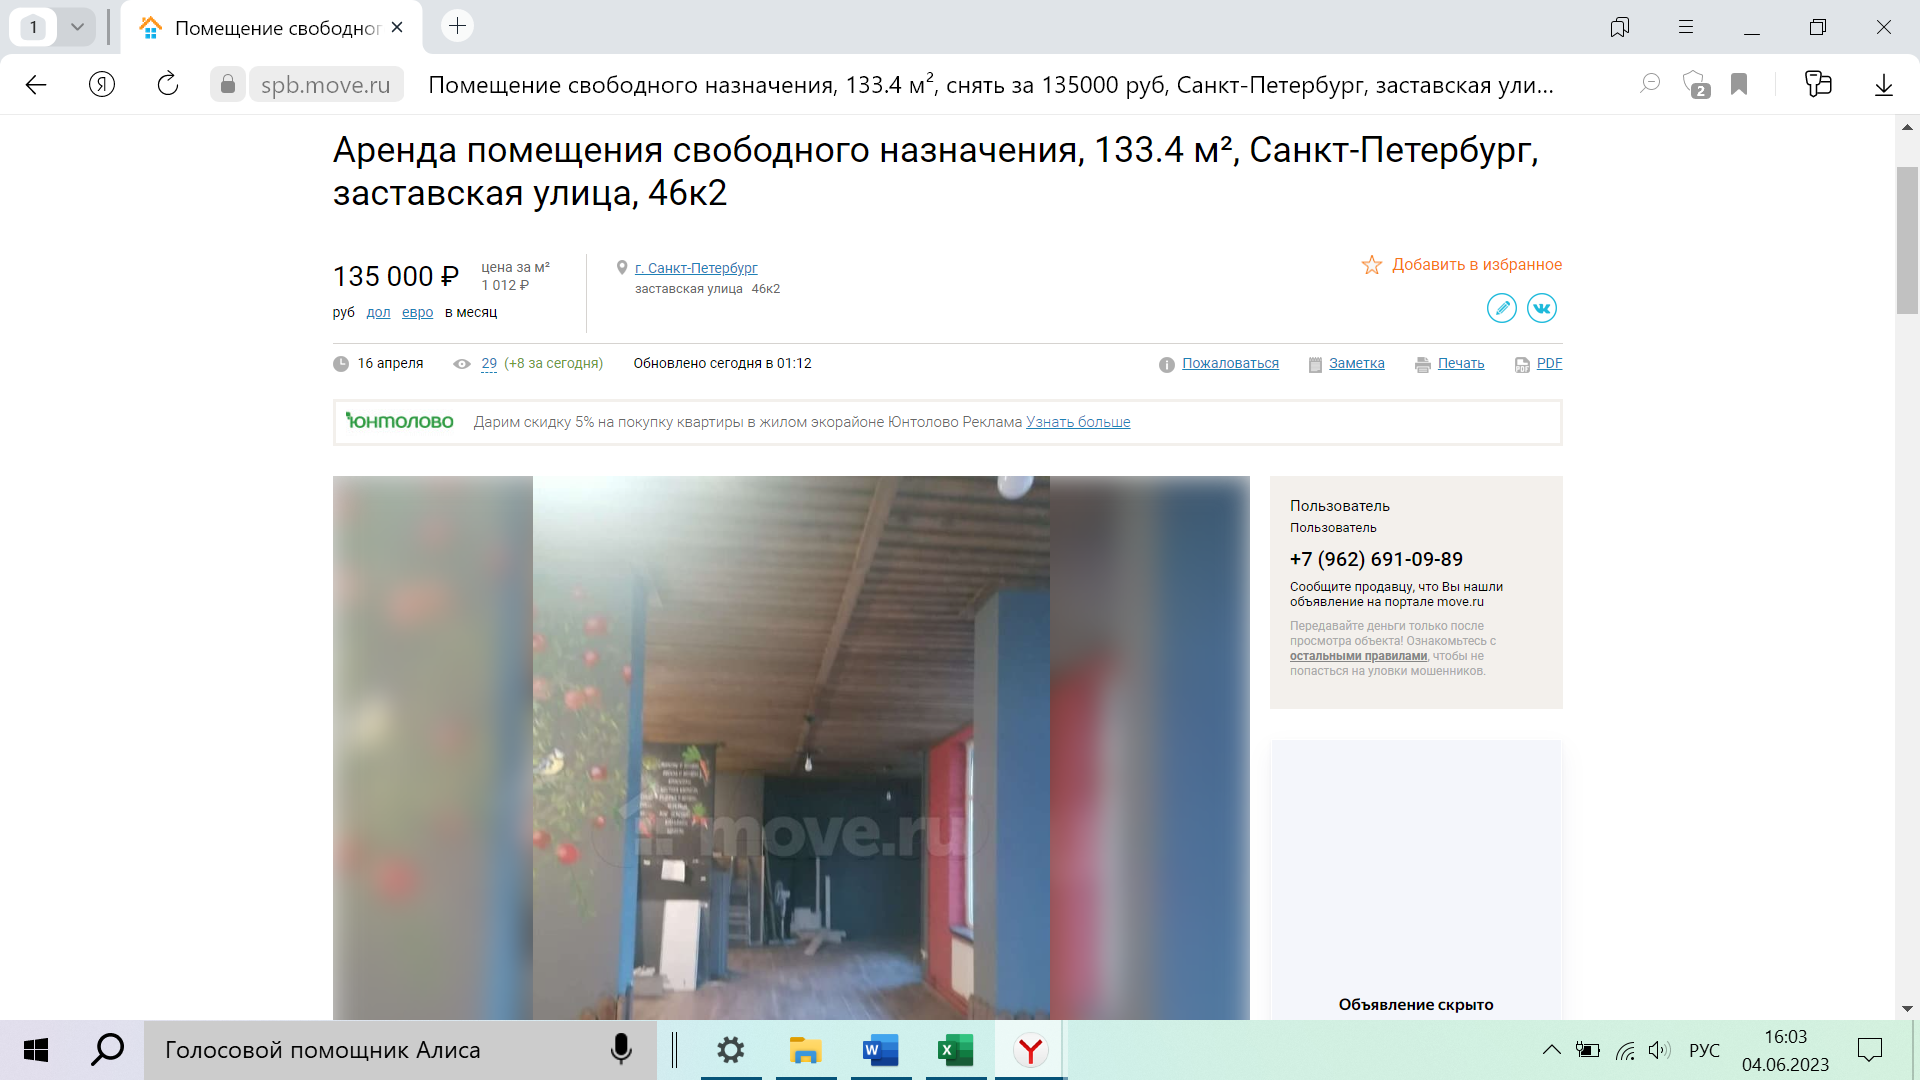 1
Помещение свободног
spb.move.ru
Помещение свободного назначения, 133.4 м², снять за 135000 руб, Санкт-Петербург, заставская ули...
2
Аренда помещения свободного назначения, 133.4 м², Санкт-Петербург,
заставская улица, 46к2
135 000 ₽
цена за м²
1 012 ₽
руб дол евро в месяц
г. Санкт-Петербург
заставская улица 46к2
Добавить в избранное
16 апреля
29 (+8 за сегодня)
Обновлено сегодня в 01:12
Пожаловаться
Заметка
Печать
PDF
ЮНТОЛОВО
Дарим скидку 5% на покупку квартиры в жилом экорайоне Юнтолово Реклама Узнать больше
move.ru
Пользователь
Пользователь
+7 (962) 691-09-89
Сообщите продавцу, что Вы нашли
объявление на портале move.ru
Передавайте деньги только после
просмотра объекта! Ознакомьтесь с
остальными правилами, чтобы не
попасться на уловки мошенников.
Объявление скрыто
Голосовой помощник Алиса
РУС
16:03
04.06.2023